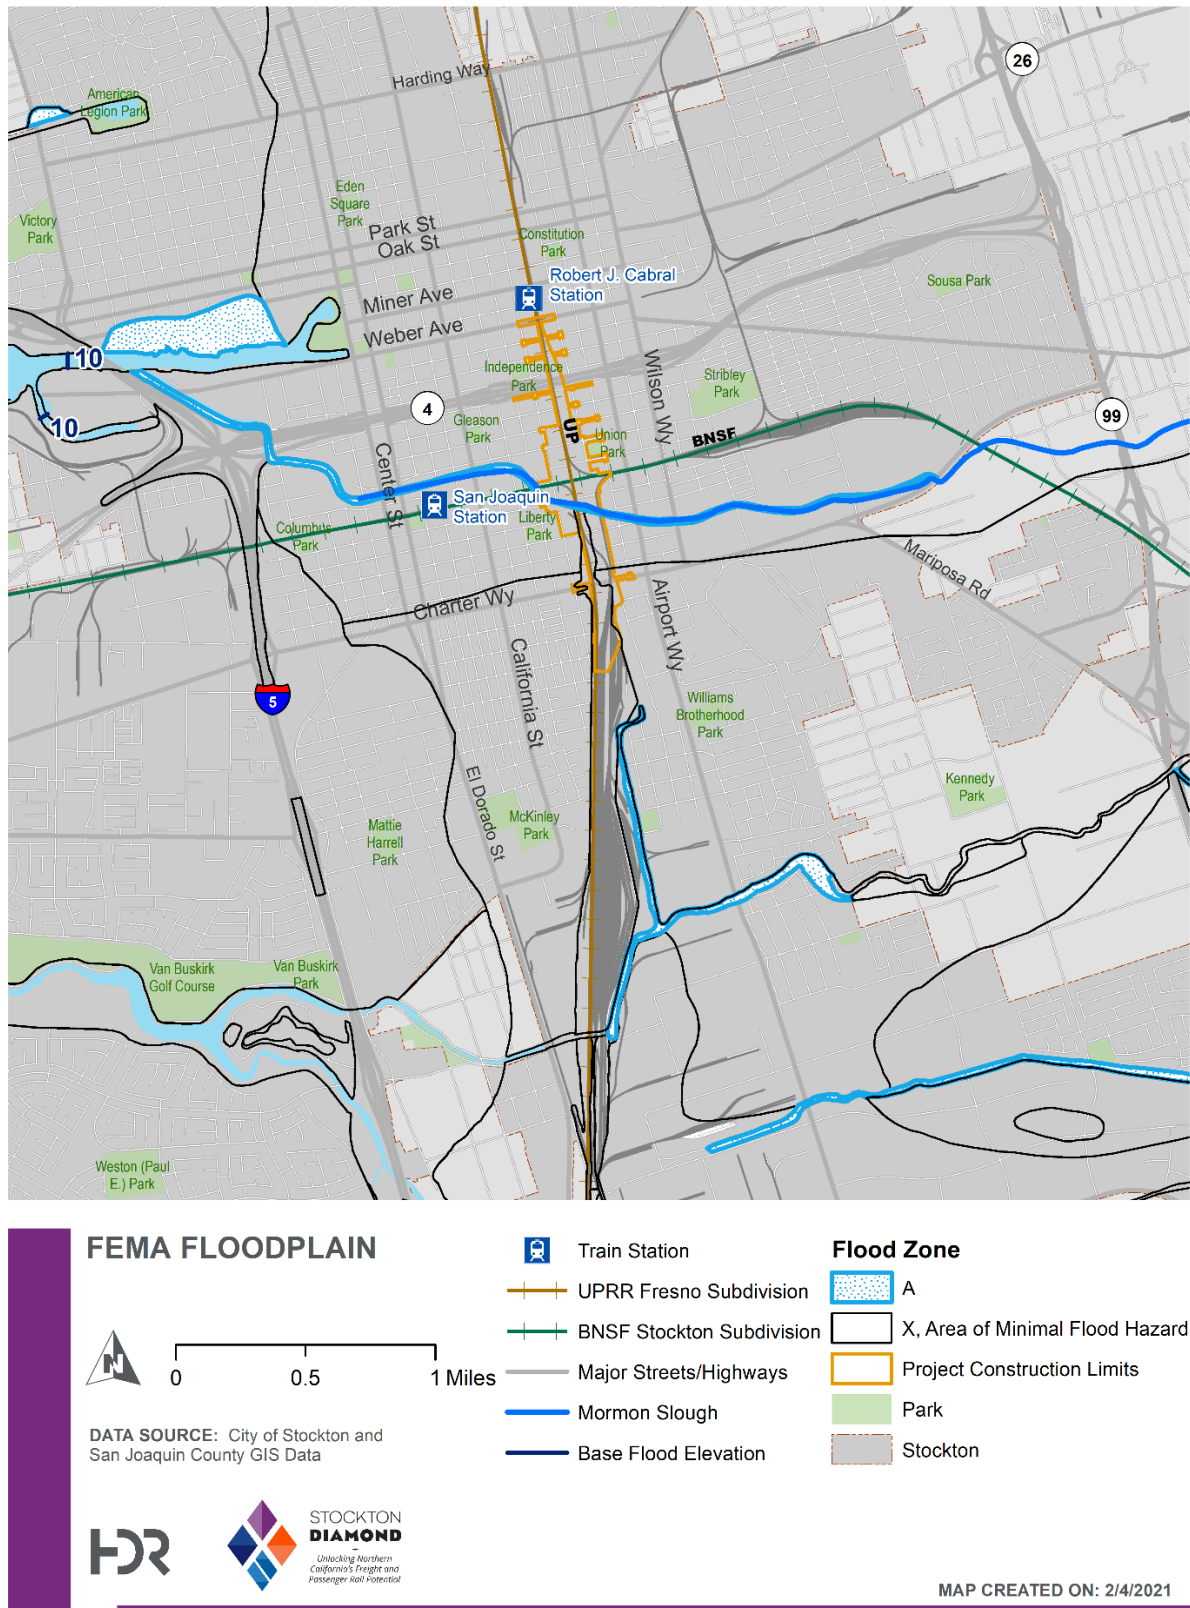 Harding Way
26
American
Legion Park
Eden
Square
Park
Victory
Park
Park St
Oak St
Constitution
Park
Robert J. Cabral
Station
Sousa Park
Miner Ave
Weber Ave
10
Independence
Park
Wilson Wy
Stribley
Park
4
99
10
Gleason
Park
UP
Union
Park
BNSF
Center St
San Joaquin
Station
Columbus
Park
Liberty
Park
Mariposa Rd
Charter Wy
Airport Wy
California St
5
Williams
Brotherhood
Park
El Dorado St
Kennedy
Park
Mattie
Harrell
Park
McKinley
Park
Van Buskirk
Golf Course
Van Buskirk
Park
Weston (Paul
E.) Park
FEMA FLOODPLAIN
N
0 0.5 1 Miles
DATA SOURCE: City of Stockton and
San Joaquin County GIS Data
Train Station
UPRR Fresno Subdivision
BNSF Stockton Subdivision
Major Streets/Highways
Mormon Slough
Base Flood Elevation
Flood Zone
A
X, Area of Minimal Flood Hazard
Project Construction Limits
Park
Stockton
HDR
STOCKTON
DIAMOND
Unlocking Northern
California's Freight and
Passenger Rail Potential
MAP CREATED ON: 2/4/2021